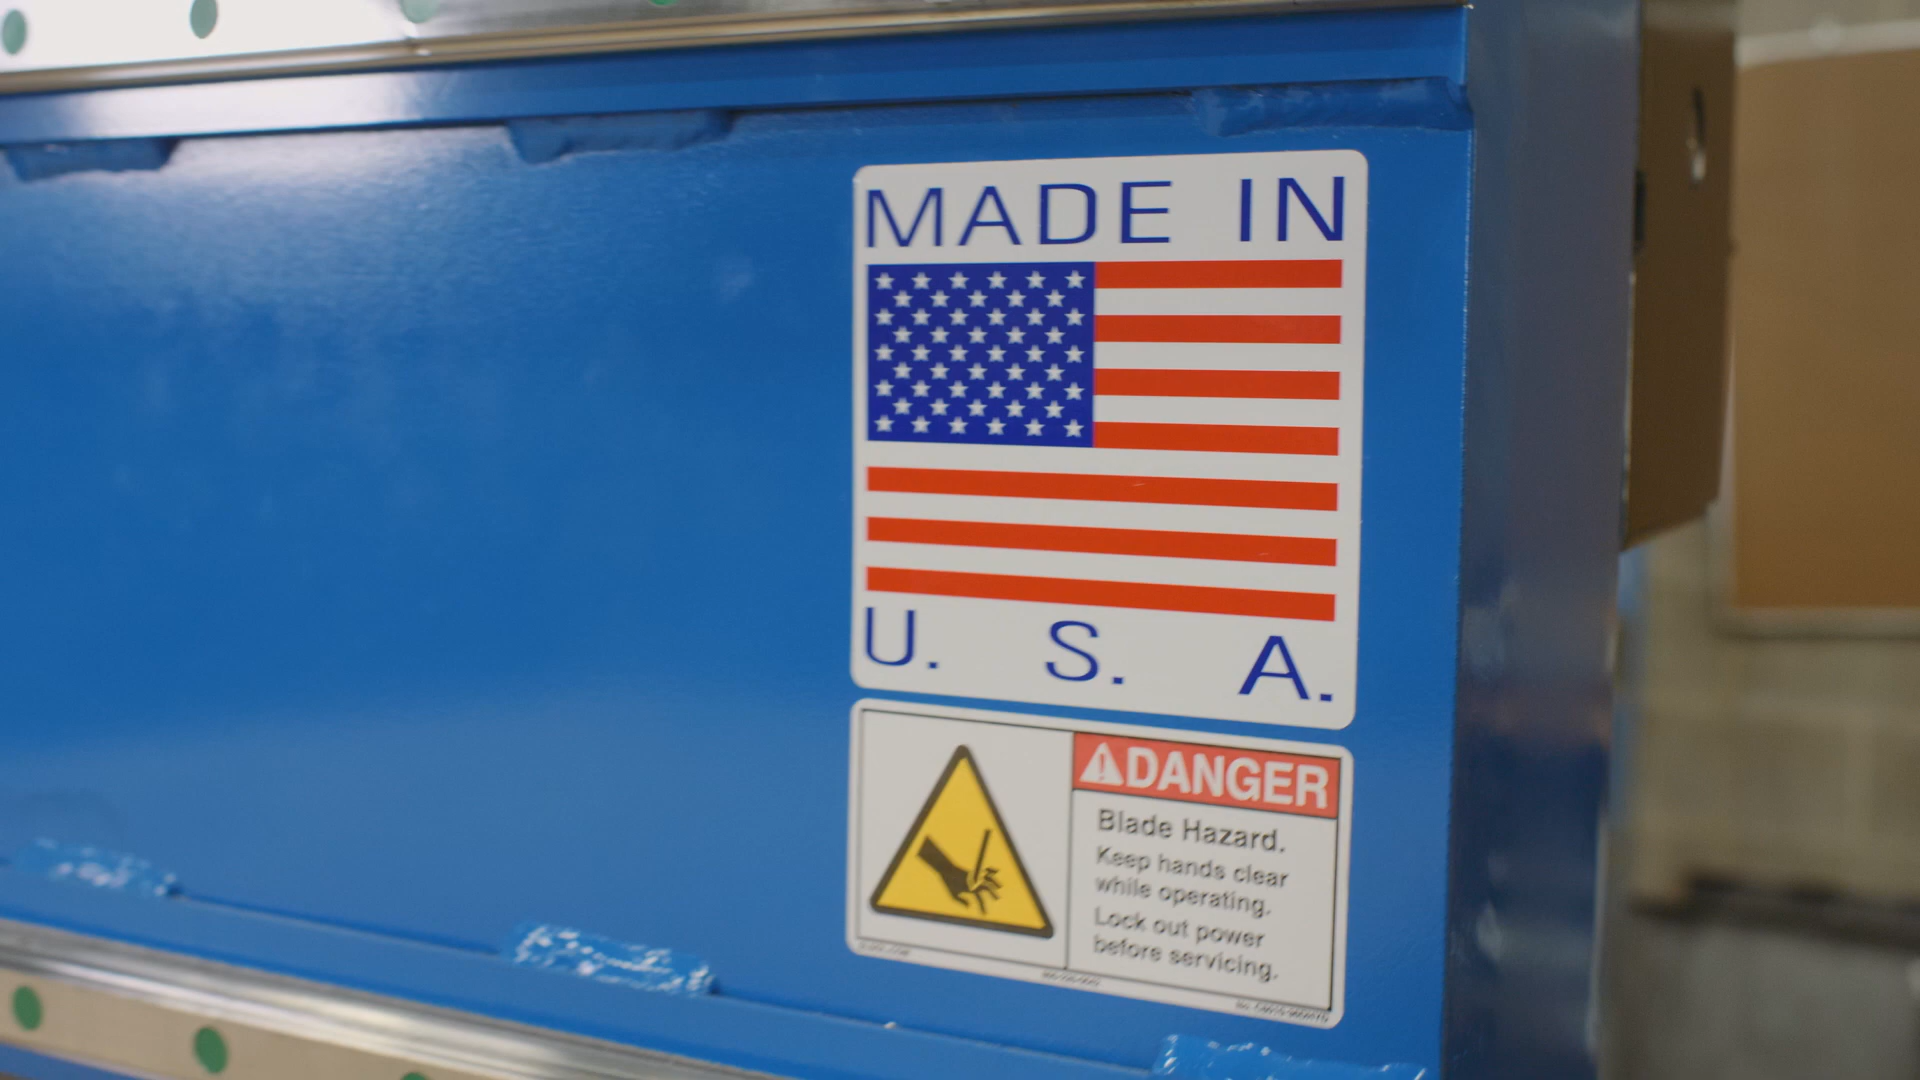 MADE IN
U. S. A.
DANGER
Blade Hazard.
Keep hands clear
while operating.
Lock out power
before servicing.